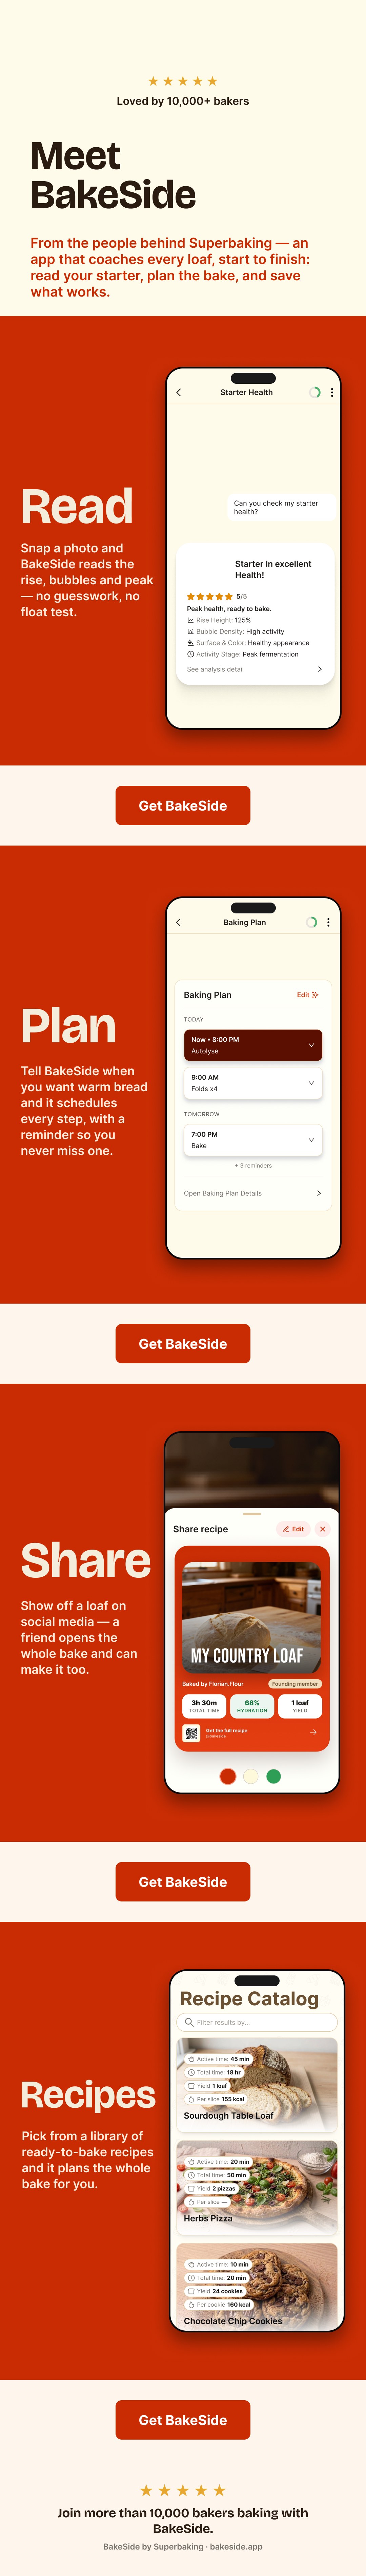 Loved by 10,000+ bakers
Meet
BakeSide
From the people behind Superbaking — an
app that coaches every loaf, start to finish:
read your starter, plan the bake, and save
what works.
Read
Snap a photo and
BakeSide reads the
rise, bubbles and peak
— no guesswork, no
float test.
Starter Health
Can you check my starter
health?
Starter In excellent
Health!
5/5
Peak health, ready to bake.
Rise Height: 125%
Bubble Density: High activity
Surface & Color: Healthy appearance
Activity Stage: Peak fermentation
See analysis detail
Get BakeSide
Plan
Tell BakeSide when
you want warm bread
and it schedules
every step, with a
reminder so you
never miss one.
Baking Plan
Baking Plan
Edit
TODAY
Now • 8:00 PM
Autolyse
9:00 AM
Folds x4
TOMORROW
7:00 PM
Bake
+ 3 reminders
Open Baking Plan Details
Get BakeSide
Share
Show off a loaf on
social media — a
friend opens the
whole bake and can
make it too.
Share recipe
Edit
MY COUNTRY LOAF
Baked by Florian.Flour
Founding member
3h 30m
TOTAL TIME
68%
HYDRATION
1 loaf
YIELD
Get the full recipe
@bakeside
Get BakeSide
Recipes
Pick from a library of
ready-to-bake recipes
and it plans the whole
bake for you.
Recipe Catalog
Filter results by...
Active time: 45 min
Total time: 18 hr
Yield 1 loaf
Per slice 155 kcal
Sourdough Table Loaf
Active time: 20 min
Total time: 50 min
Yield 2 pizzas
Per slice —
Herbs Pizza
Active time: 10 min
Total time: 20 min
Yield 24 cookies
Per cookie 160 kcal
Chocolate Chip Cookies
Get BakeSide
Join more than 10,000 bakers baking with
BakeSide.
BakeSide by Superbaking · bakeside.app